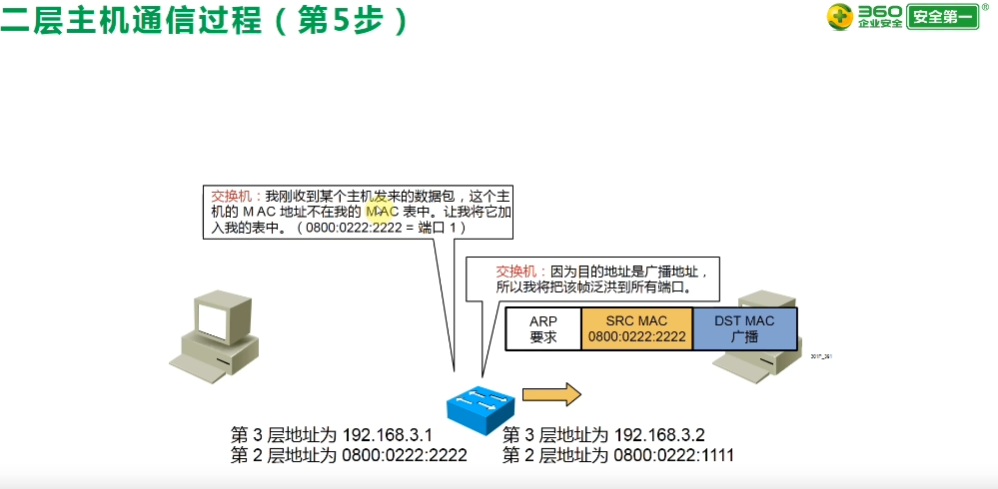 二层主机通信过程（第5步）
360
企业安全
安全第一
®
交换机：我刚收到某个主机发来的数据包，这个主
机的 MAC 地址不在我的 MAC 表中。让我将它加
入我的表中。（0800:0222:2222 = 端口 1）
交换机：因为目的地址是广播地址，
所以我将把该帧泛洪到所有端口。
ARP
要求
SRC MAC
0800:0222:2222
DST MAC
广播
第 3 层地址为 192.168.3.1
第 2 层地址为 0800:0222:2222
第 3 层地址为 192.168.3.2
第 2 层地址为 0800:0222:1111